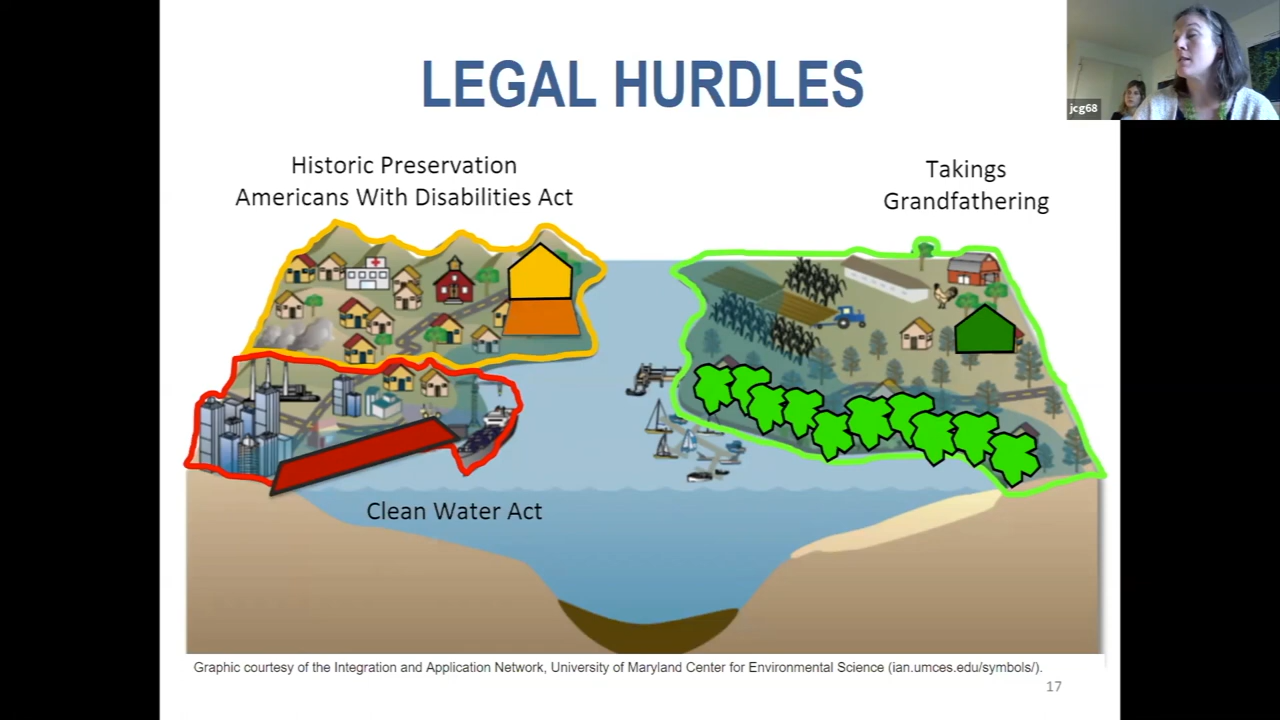 LEGAL HURDLES
jcg68
Historic Preservation
Americans With Disabilities Act
Takings
Grandfathering
Clean Water Act
Graphic courtesy of the Integration and Application Network, University of Maryland Center for Environmental Science (ian.umces.edu/symbols/).
17